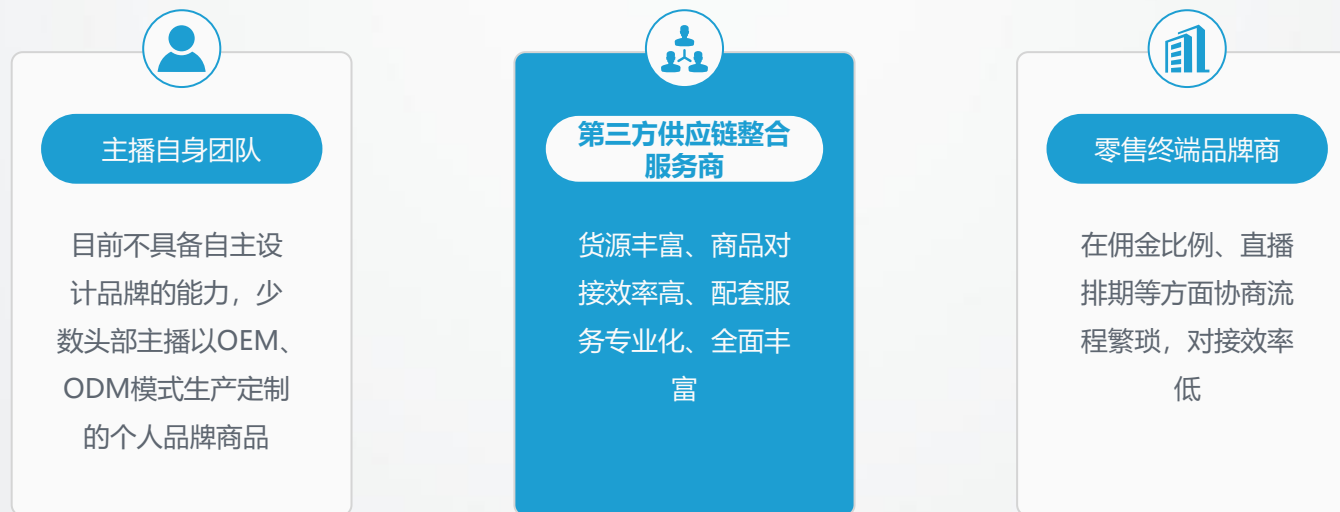 主播自身团队
目前不具备自主设
计品牌的能力，少
数头部主播以OEM、
ODM模式生产定制
的个人品牌商品
第三方供应链整合
服务商
货源丰富、商品对
接效率高、配套服
务专业化、全面丰
富
零售终端品牌商
在佣金比例、直播
排期等方面协商流
程繁琐，对接效率
低